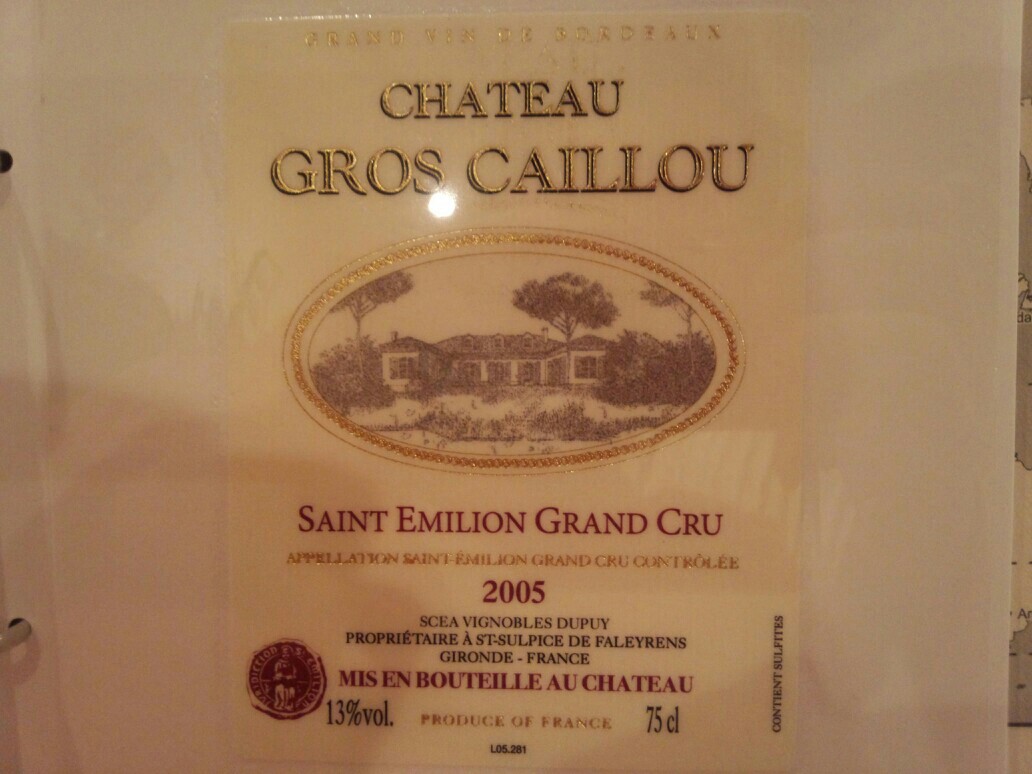 GRAND VIN DE BORDEAUX
CHATEAU
GROS CAILLOU
SAINT EMILION GRAND CRU
APPELLATION SAINT-ÉMILION GRAND CRU CONTRÔLÉE
2005
SCEA VIGNOBLES DUPUY
PROPRIÉTAIRE À ST-SULPICE DE FALEYRENS
GIRONDE - FRANCE
MIS EN BOUTEILLE AU CHATEAU
13%vol.
PRODUCE OF FRANCE
75 cl
L05.281
CONTIENT SULFITES